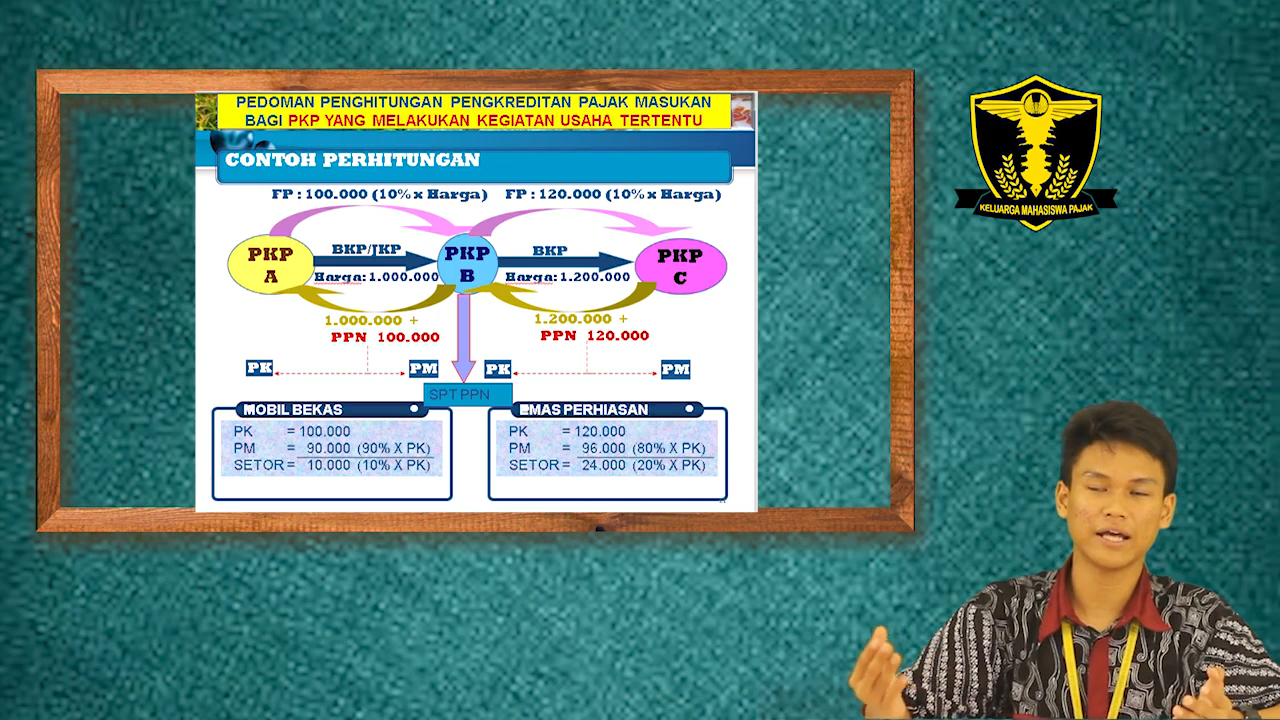 PEDOMAN PENGHITUNGAN PENGKREDITAN PAJAK MASUKAN
BAGI PKP YANG MELAKUKAN KEGIATAN USAHA TERTENTU
CONTOH PERHITUNGAN
FP : 100.000 (10% x Harga) FP : 120.000 (10% x Harga)
PKP A
BKP/JKP
Harga: 1.000.000
PKP B
BKP
Harga: 1.200.000
PKP C
1.000.000 +
PPN 100.000
1.200.000 +
PPN 120.000
PK PM PK PM
SPT PPN
MOBIL BEKAS
PK = 100.000
PM = 90.000 (90% X PK)
SETOR = 10.000 (10% X PK)
EMAS PERHIASAN
PK = 120.000
PM = 96.000 (80% X PK)
SETOR = 24.000 (20% X PK)
KELUARGA MAHASISWA PAJAK